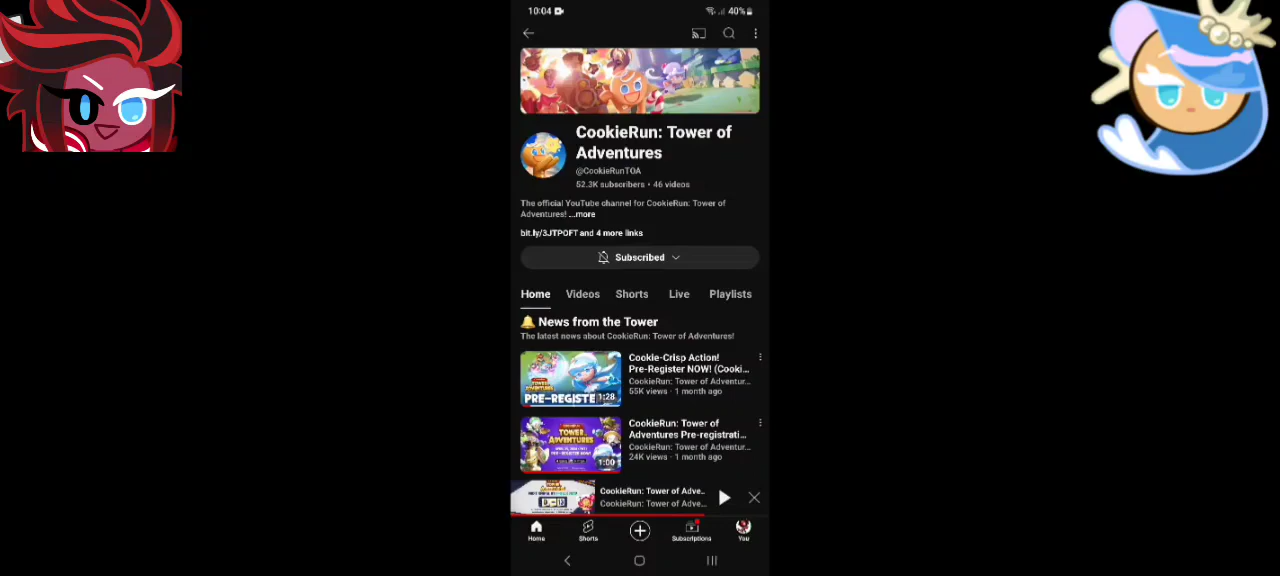 10:04
40%
CookieRun: Tower of
Adventures
@CookieRunTOA
52.3K subscribers • 46 videos
The official YouTube channel for CookieRun: Tower of
Adventures! ...more
bit.ly/3JTPOFT and 4 more links
Subscribed
Home Videos Shorts Live Playlists
News from the Tower
The latest news about CookieRun: Tower of Adventures!
Cookie-Crisp Action!
Pre-Register NOW! (Cooki...
CookieRun: Tower of Adventur...
55K views · 1 month ago
TOWER
ADVENTURES
PRE-REGISTE
1:28
CookieRun: Tower of
Adventures Pre-registrati...
CookieRun: Tower of Adventur...
24K views · 1 month ago
TOWER
ADVENTURES
1:00
CookieRun: Tower of Adve..
CookieRun: Tower of Adve...
Home Shorts Subscriptions You